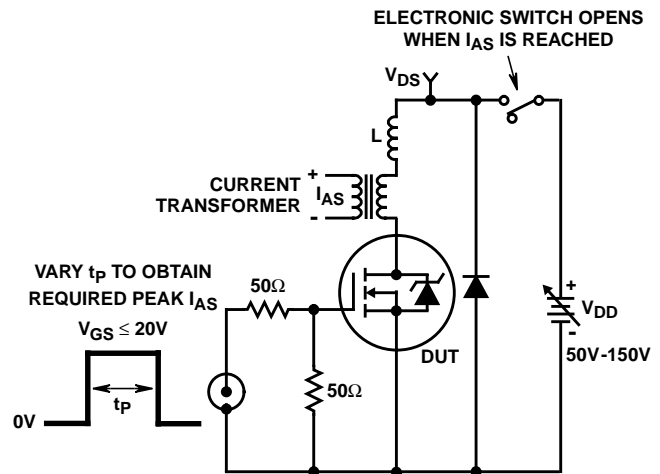 ELECTRONIC SWITCH OPENS
WHEN IAS IS REACHED
VDS
L
+
CURRENT
TRANSFORMER
IAS
-
VARY tP TO OBTAIN
REQUIRED PEAK IAS
50Ω
VGS ≤ 20V
+
VDD
-
DUT
50V-150V
50Ω
tP
0V